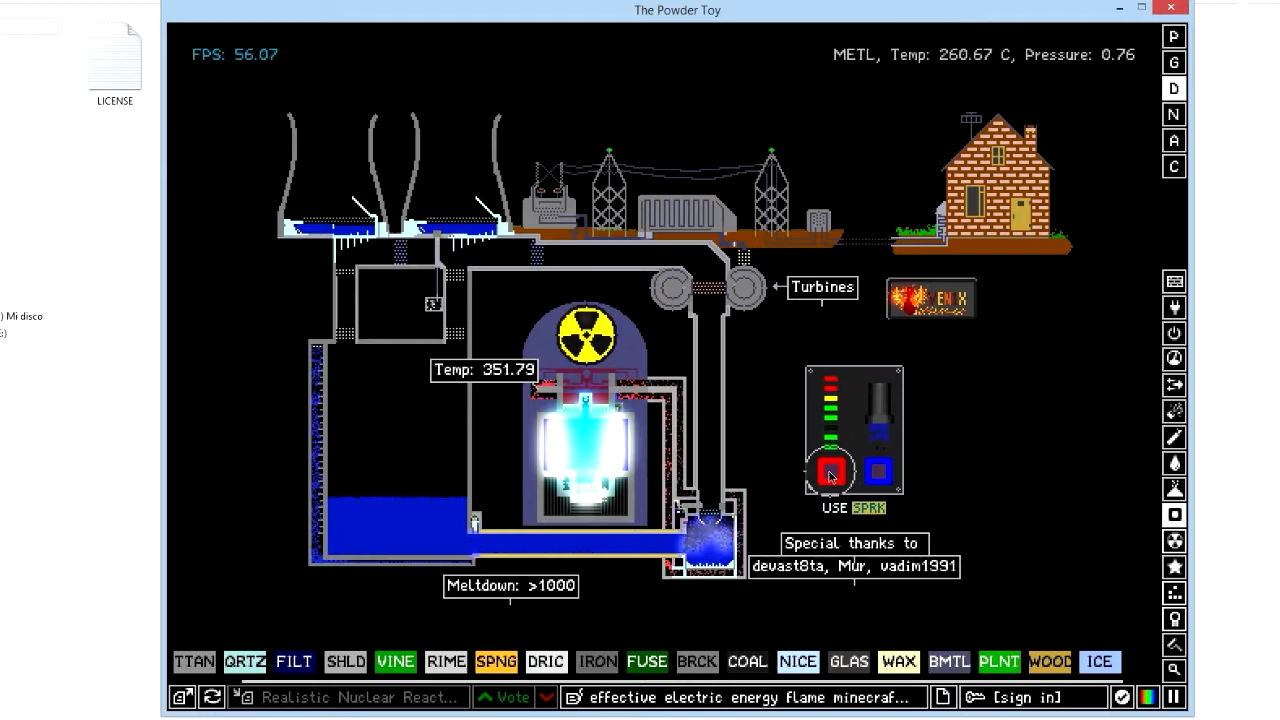 The Powder Toy
LICENSE
FPS: 56.07
METL, Temp: 260.67 C, Pressure: 0.76
P
G
D
N
A
C
Turbines
) Mi disco
:)
Temp: 351.79
USE SPRK
Special thanks to
devast8ta, Mur, vadim1991
Meltdown: >1000
TTAN QRTZ FILT SHLD VINE RIME SPNG DRIC IRON FUSE BRCK COAL NICE GLAS WAX BMTL PLNT WOOD ICE
Realistic Nuclear React... Vote effective electric energy flame minecraf... [sign in]